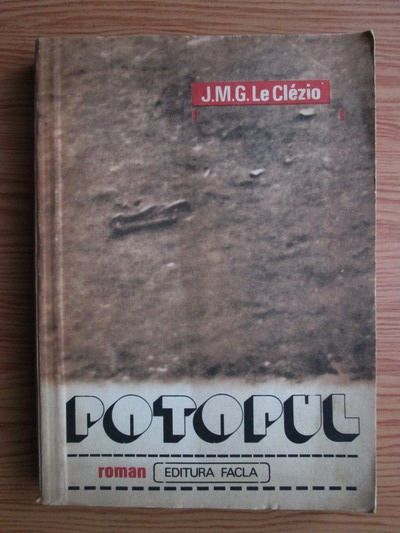 J.M.G. Le Clézio
POTOPUL
roman EDITURA FACLA